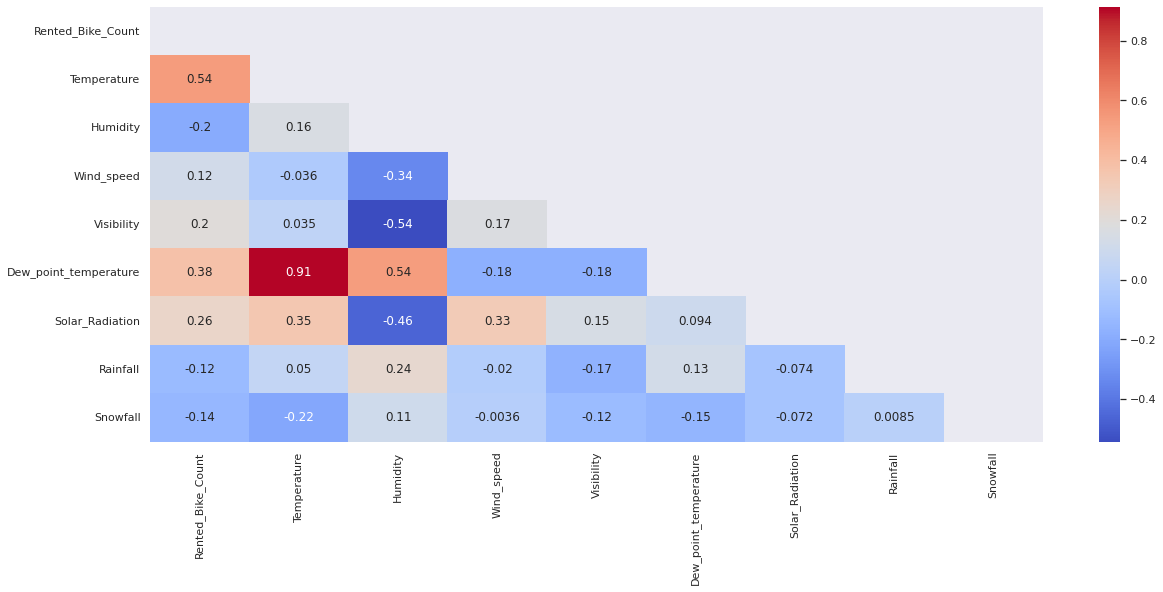 Rented_Bike_Count
Temperature 0.54
Humidity -0.2 0.16
Wind_speed 0.12 -0.036 -0.34
Visibility 0.2 0.035 -0.54 0.17
Dew_point_temperature 0.38 0.91 0.54 -0.18 -0.18
Solar_Radiation 0.26 0.35 -0.46 0.33 0.15 0.094
Rainfall -0.12 0.05 0.24 -0.02 -0.17 0.13 -0.074
Snowfall -0.14 -0.22 0.11 -0.0036 -0.12 -0.15 -0.072 0.0085
Rented_Bike_Count
Temperature
Humidity
Wind_speed
Visibility
Dew_point_temperature
Solar_Radiation
Rainfall
Snowfall
0.8
0.6
0.4
0.2
0.0
−0.2
−0.4